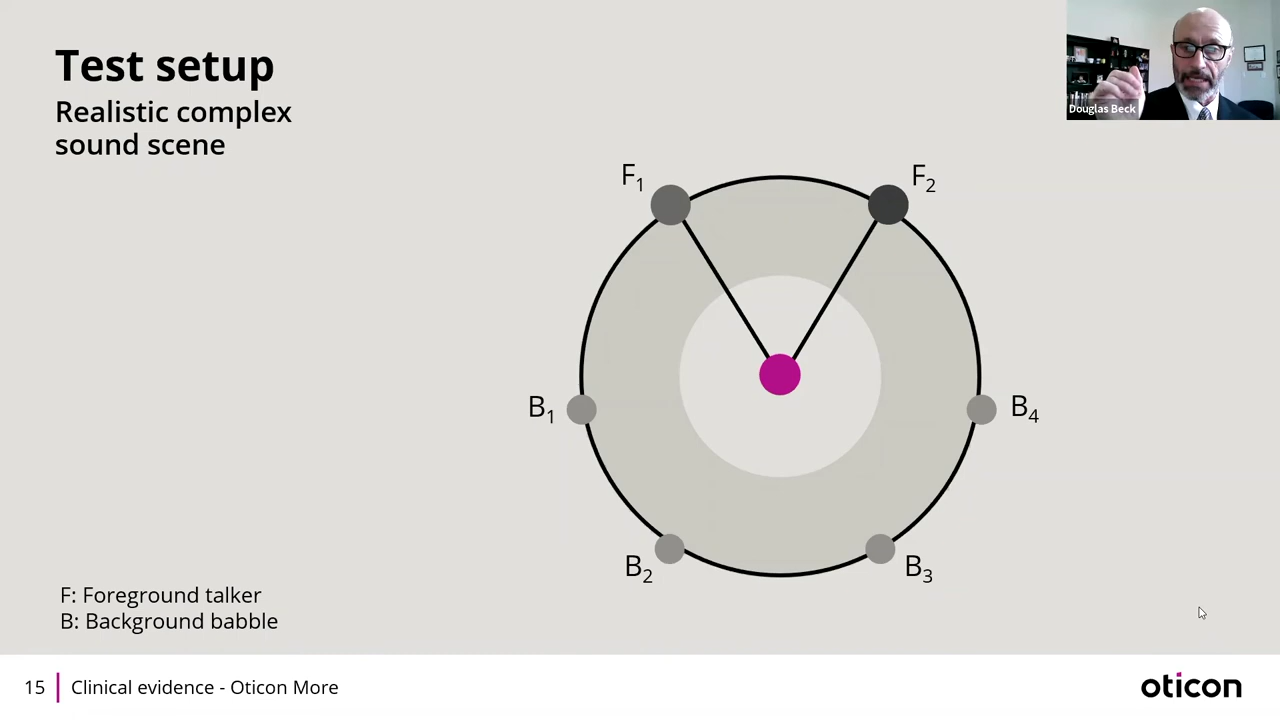 Test setup
Realistic complex
sound scene
Douglas Beck
F1
F2
B1
B4
B2
B3
F: Foreground talker
B: Background babble
15
Clinical evidence - Oticon More
oticon